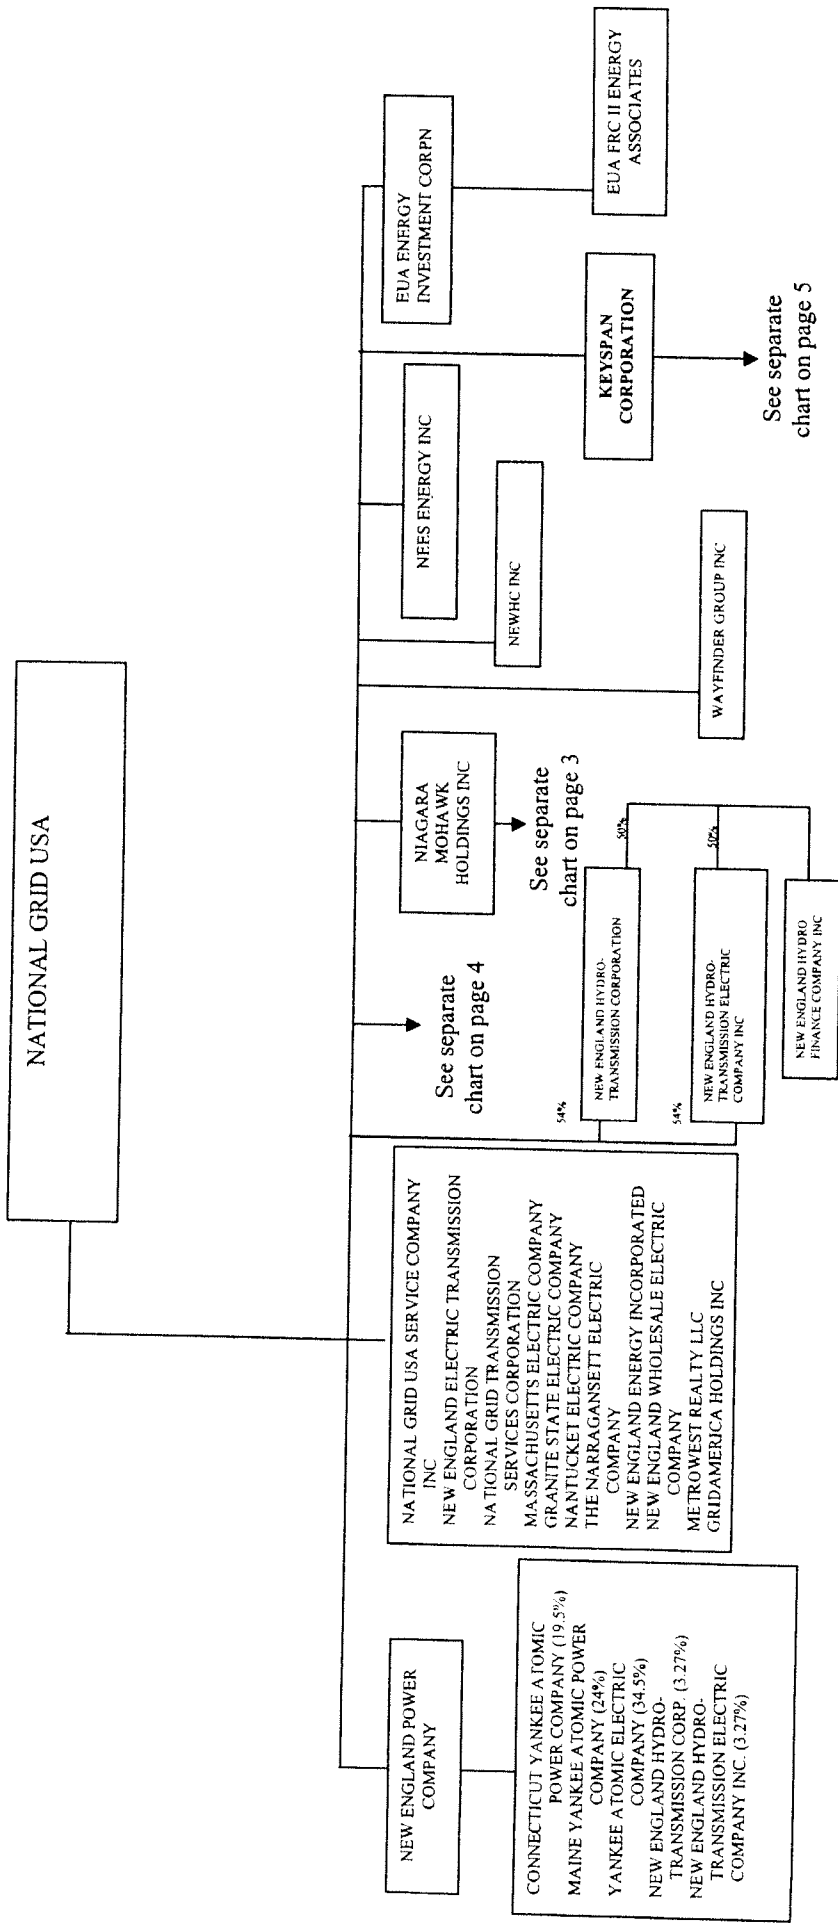 NATIONAL GRID USA
NEW ENGLAND POWER
COMPANY
CONNECTICUT YANKEE ATOMIC
POWER COMPANY (19.5%)
MAINE YANKEE ATOMIC POWER
COMPANY (24%)
YANKEE ATOMIC ELECTRIC
COMPANY (34.5%)
NEW ENGLAND HYDRO-
TRANSMISSION CORP. (3.27%)
NEW ENGLAND HYDRO-
TRANSMISSION ELECTRIC
COMPANY INC. (3.27%)
NATIONAL GRID USA SERVICE COMPANY
INC
NEW ENGLAND ELECTRIC TRANSMISSION
CORPORATION
NATIONAL GRID TRANSMISSION
SERVICES CORPORATION
MASSACHUSETTS ELECTRIC COMPANY
GRANITE STATE ELECTRIC COMPANY
NANTUCKET ELECTRIC COMPANY
THE NARRAGANSETT ELECTRIC
COMPANY
NEW ENGLAND ENERGY INCORPORATED
NEW ENGLAND WHOLESALE ELECTRIC
COMPANY
METROWEST REALTY LLC
GRIDAMERICA HOLDINGS INC
See separate
chart on page 4
54%
NEW ENGLAND HYDRO-
TRANSMISSION CORPORATION
50%
54%
NEW ENGLAND HYDRO-
TRANSMISSION ELECTRIC
COMPANY INC
50%
NEW ENGLAND HYDRO
FINANCE COMPANY INC
NIAGARA
MOHAWK
HOLDINGS INC
See separate
chart on page 3
WAYFINDER GROUP INC
NEWHC INC
NEES ENERGY INC
KEYSPAN
CORPORATION
See separate
chart on page 5
EUA ENERGY
INVESTMENT CORPN
EUA FRC II ENERGY
ASSOCIATES